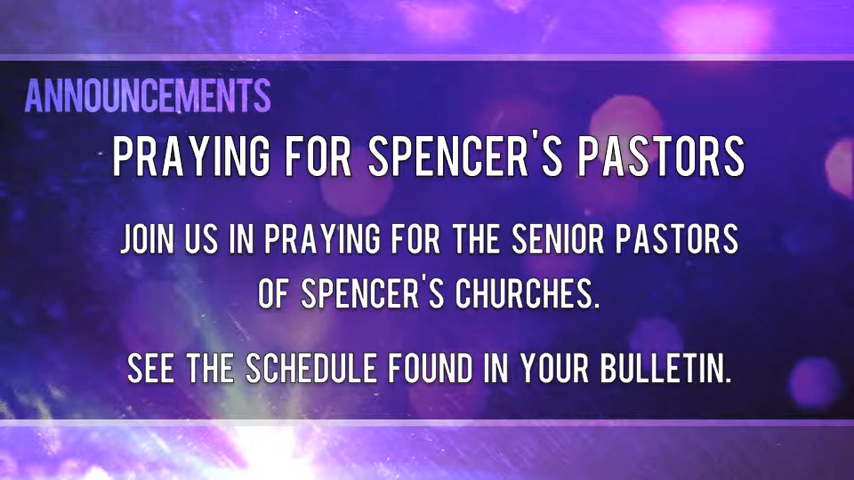 ANNOUNCEMENTS
PRAYING FOR SPENCER'S PASTORS
JOIN US IN PRAYING FOR THE SENIOR PASTORS
OF SPENCER'S CHURCHES.
SEE THE SCHEDULE FOUND IN YOUR BULLETIN.